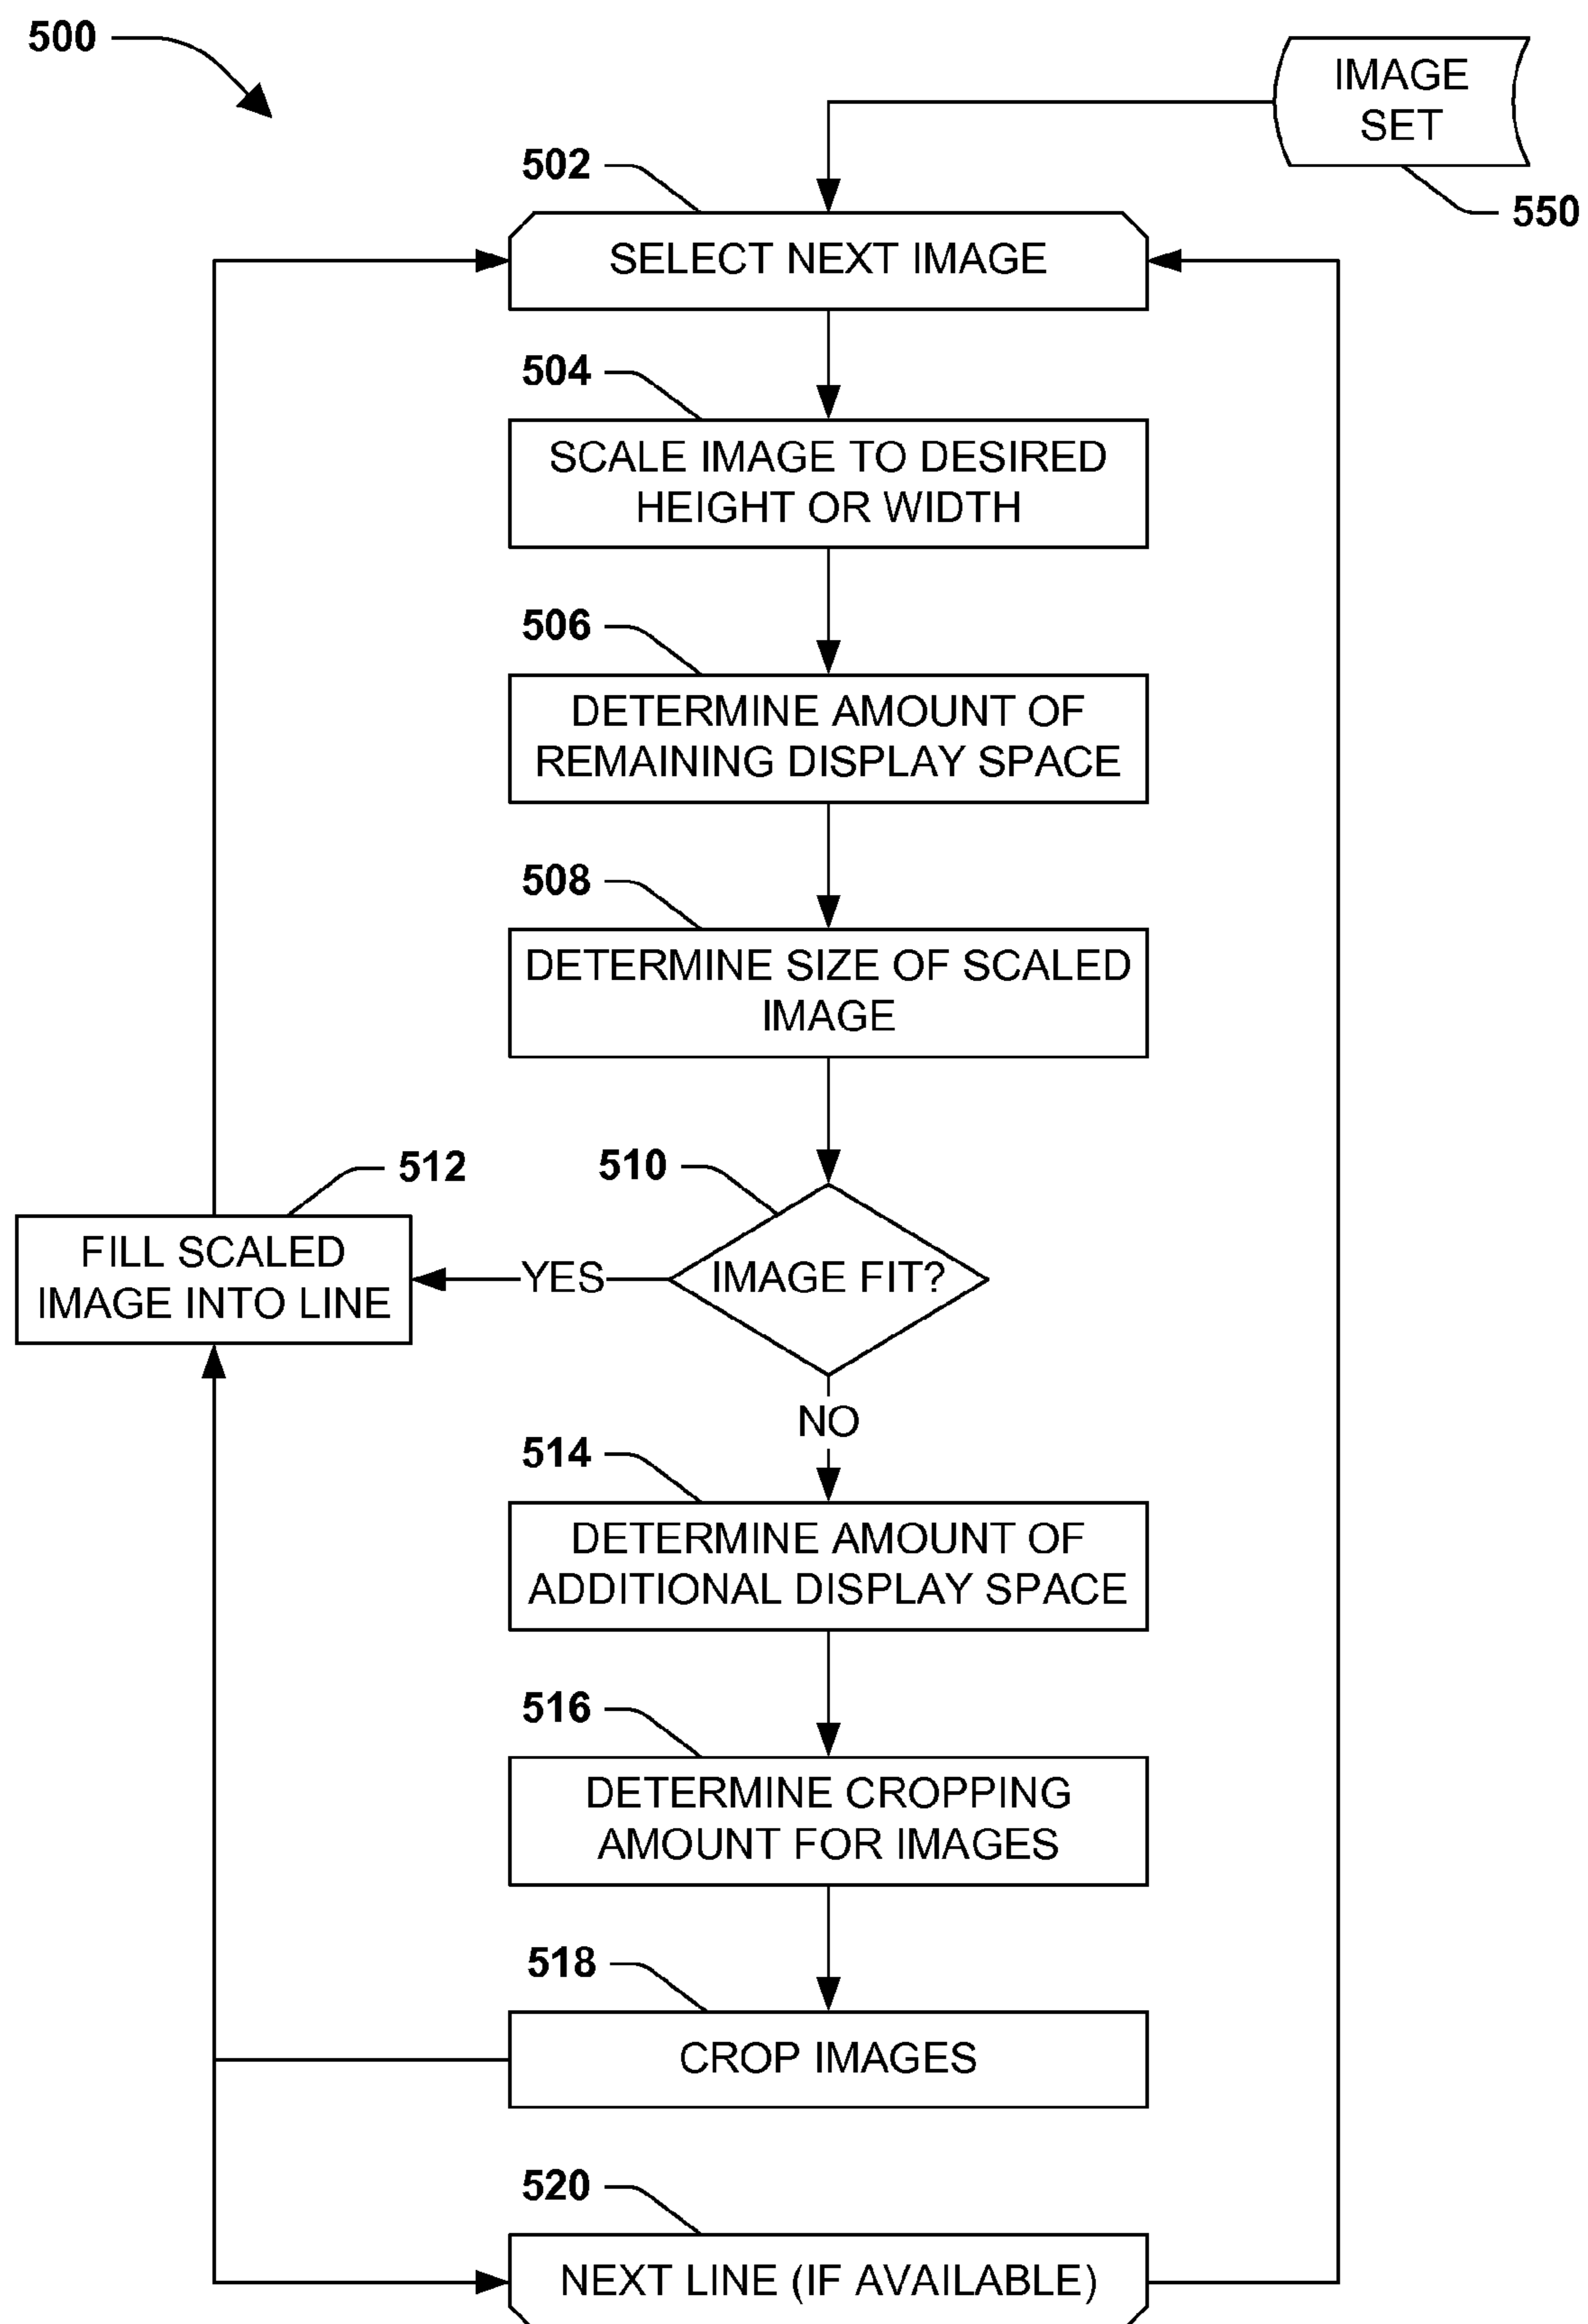 500
IMAGE
SET
550
502
SELECT NEXT IMAGE
504
SCALE IMAGE TO DESIRED
HEIGHT OR WIDTH
506
DETERMINE AMOUNT OF
REMAINING DISPLAY SPACE
508
DETERMINE SIZE OF SCALED
IMAGE
510
IMAGE FIT?
YES
512
FILL SCALED
IMAGE INTO LINE
NO
514
DETERMINE AMOUNT OF
ADDITIONAL DISPLAY SPACE
516
DETERMINE CROPPING
AMOUNT FOR IMAGES
518
CROP IMAGES
520
NEXT LINE (IF AVAILABLE)